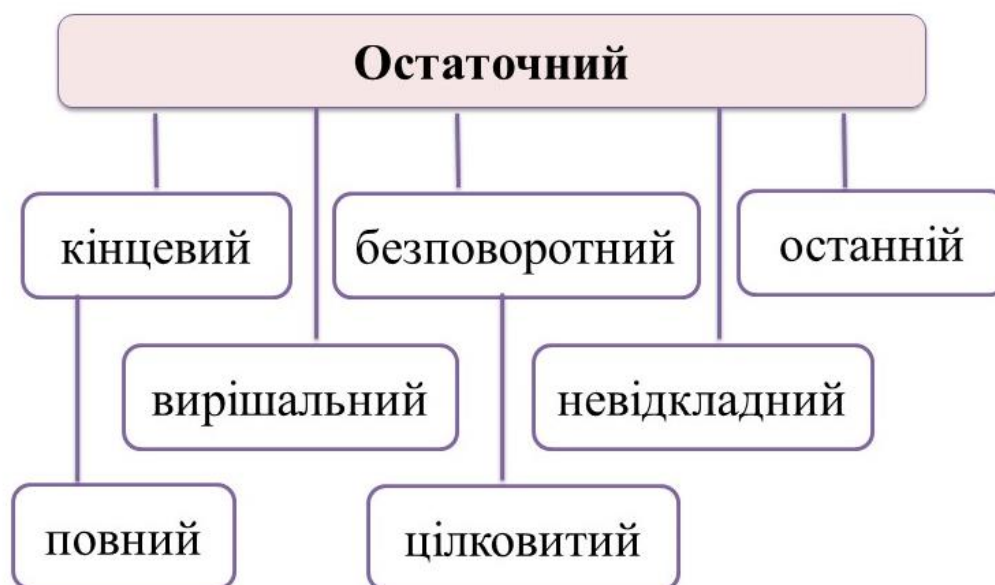 Остаточний
кінцевий
безповоротний
останній
вирішальний
невідкладний
повний
цілковитий